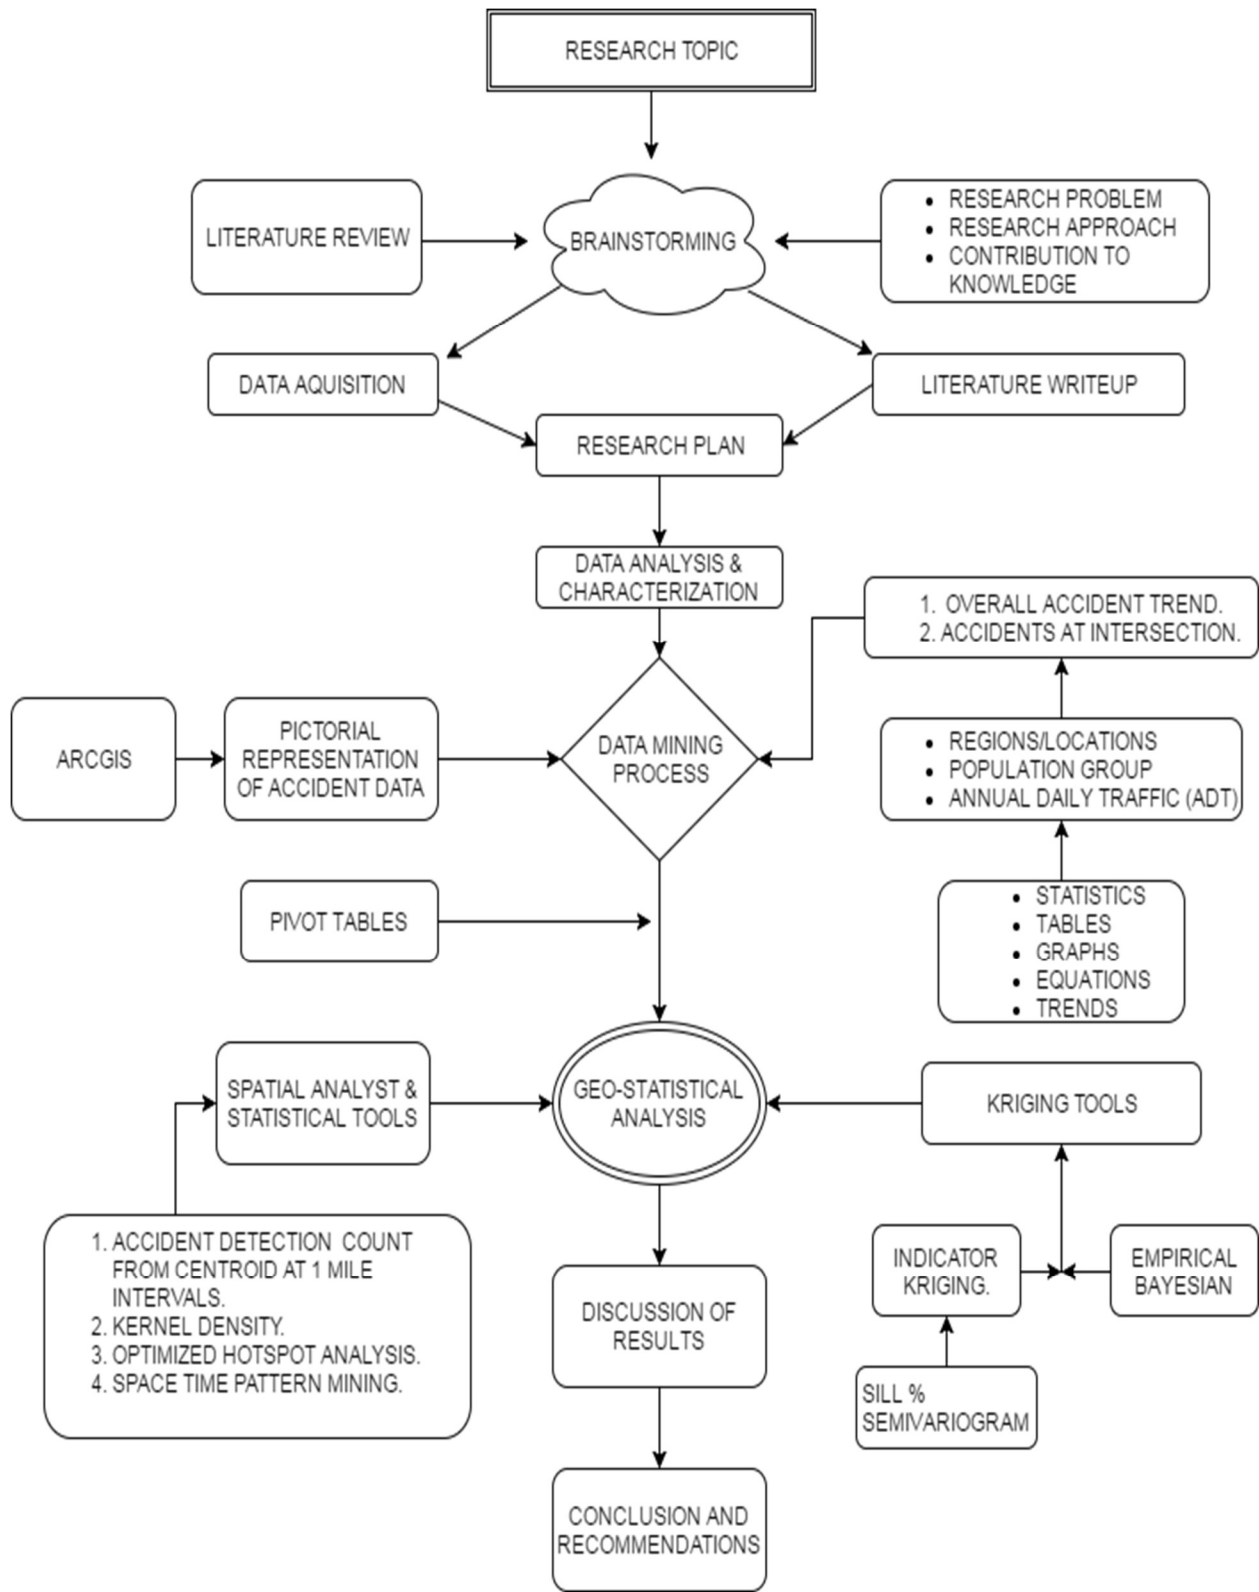 RESEARCH TOPIC
LITERATURE REVIEW
BRAINSTORMING
• RESEARCH PROBLEM
• RESEARCH APPROACH
• CONTRIBUTION TO
KNOWLEDGE
DATA AQUISITION
LITERATURE WRITEUP
RESEARCH PLAN
DATA ANALYSIS &
CHARACTERIZATION
1. OVERALL ACCIDENT TREND.
2. ACCIDENTS AT INTERSECTION.
ARCGIS
PICTORIAL
REPRESENTATION
OF ACCIDENT DATA
DATA MINING
PROCESS
• REGIONS/LOCATIONS
• POPULATION GROUP
• ANNUAL DAILY TRAFFIC (ADT)
PIVOT TABLES
• STATISTICS
• TABLES
• GRAPHS
• EQUATIONS
• TRENDS
SPATIAL ANALYST &
STATISTICAL TOOLS
GEO-STATISTICAL
ANALYSIS
KRIGING TOOLS
1. ACCIDENT DETECTION COUNT
FROM CENTROID AT 1 MILE
INTERVALS.
2. KERNEL DENSITY.
3. OPTIMIZED HOTSPOT ANALYSIS.
4. SPACE TIME PATTERN MINING.
DISCUSSION OF
RESULTS
INDICATOR
KRIGING.
EMPIRICAL
BAYESIAN
SILL %
SEMIVARIOGRAM
CONCLUSION AND
RECOMMENDATIONS